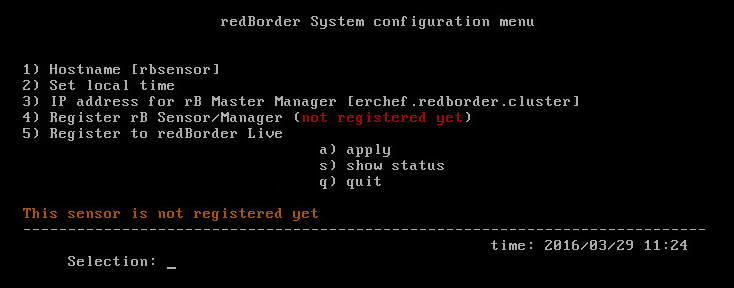 redBorder System configuration menu
1) Hostname [rbsensor]
2) Set local time
3) IP address for rB Master Manager [erchef.redborder.cluster]
4) Register rB Sensor/Manager (not registered yet)
5) Register to redBorder Live
a) apply
s) show status
q) quit
This sensor is not registered yet
--------------------------------------------------------------------------------
time: 2016/03/29 11:24
Selection: _